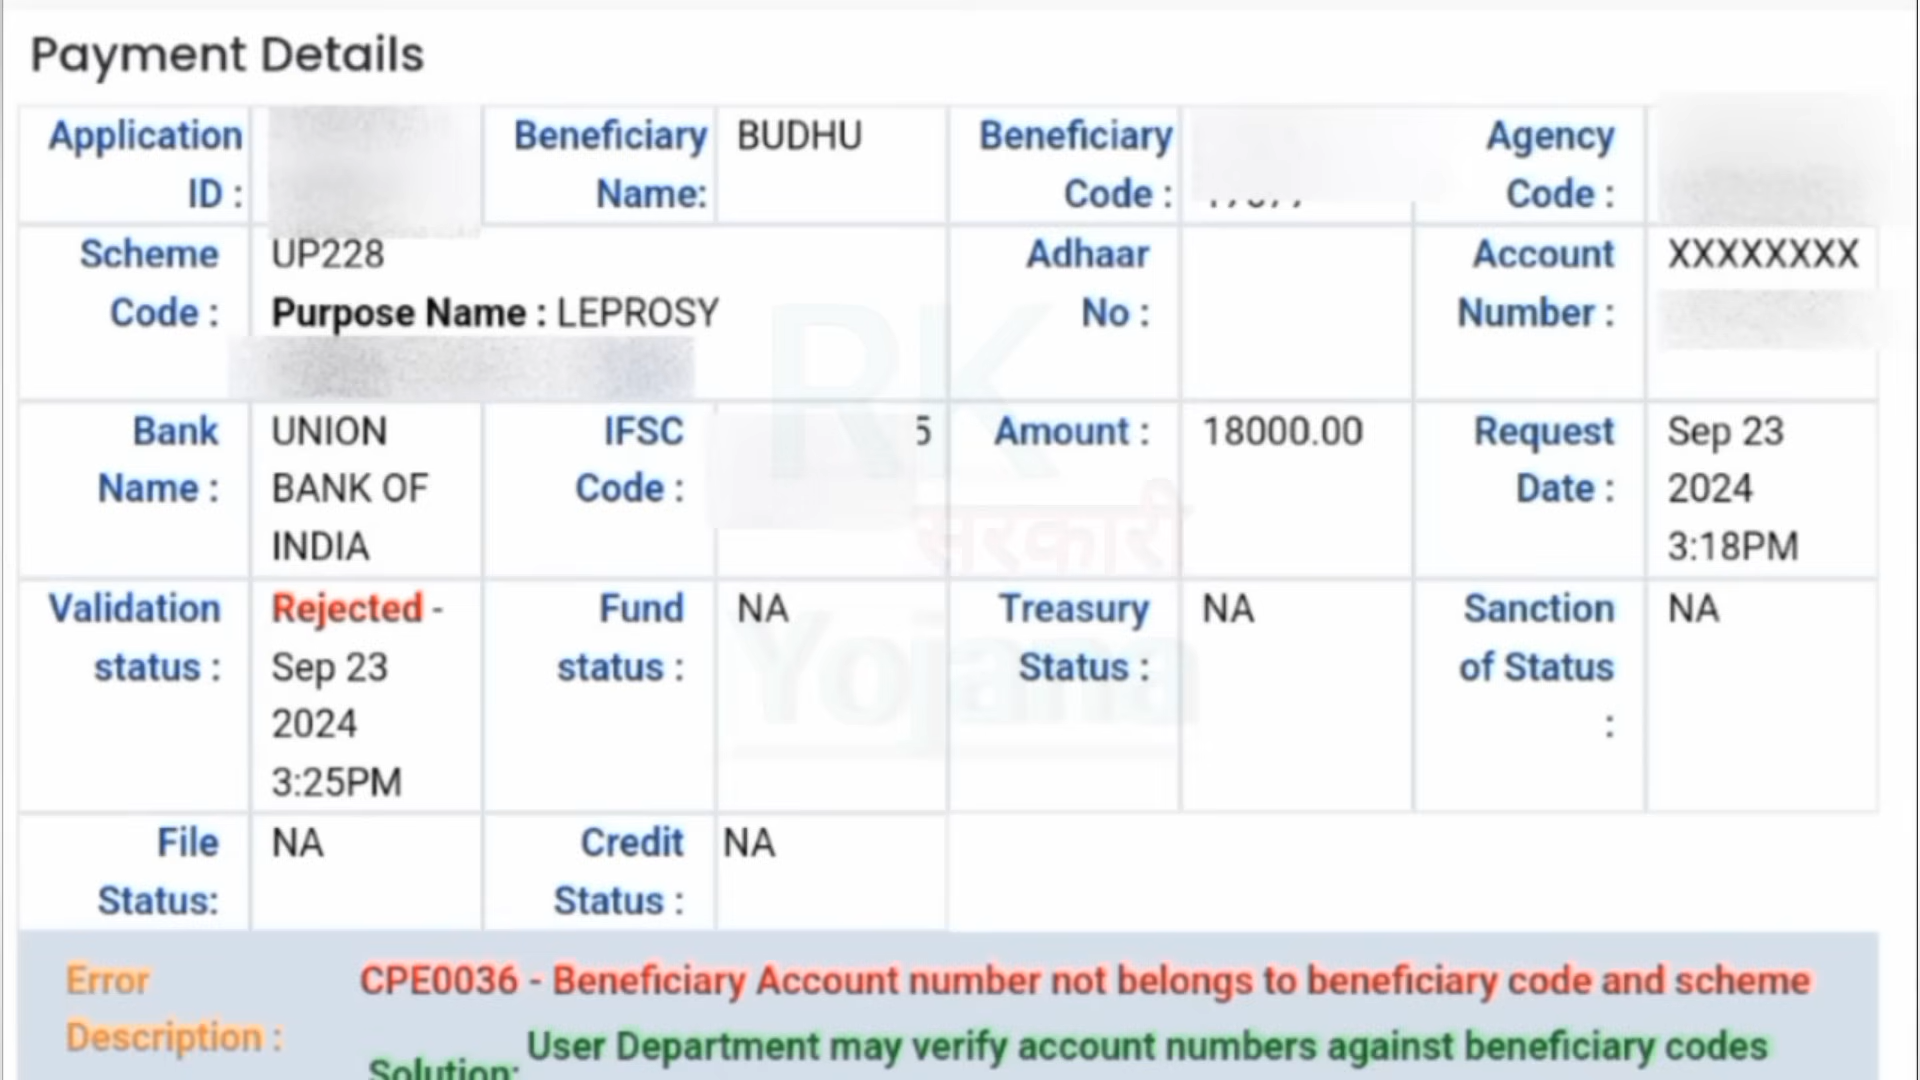 Payment Details
Application ID :
Beneficiary Name: BUDHU
Beneficiary Code :
Agency Code :
Scheme Code : UP228
Purpose Name : LEPROSY
Adhaar No :
Account Number : XXXXXXXX
Bank Name : UNION BANK OF INDIA
IFSC Code : 5
Amount : 18000.00
Request Date : Sep 23 2024 3:18PM
Validation status : Rejected - Sep 23 2024 3:25PM
Fund status : NA
Treasury Status : NA
Sanction of Status : NA
File Status: NA
Credit Status : NA
Error Description : CPE0036 - Beneficiary Account number not belongs to beneficiary code and scheme
Solution: User Department may verify account numbers against beneficiary codes
RK
सरकारी
Yojana